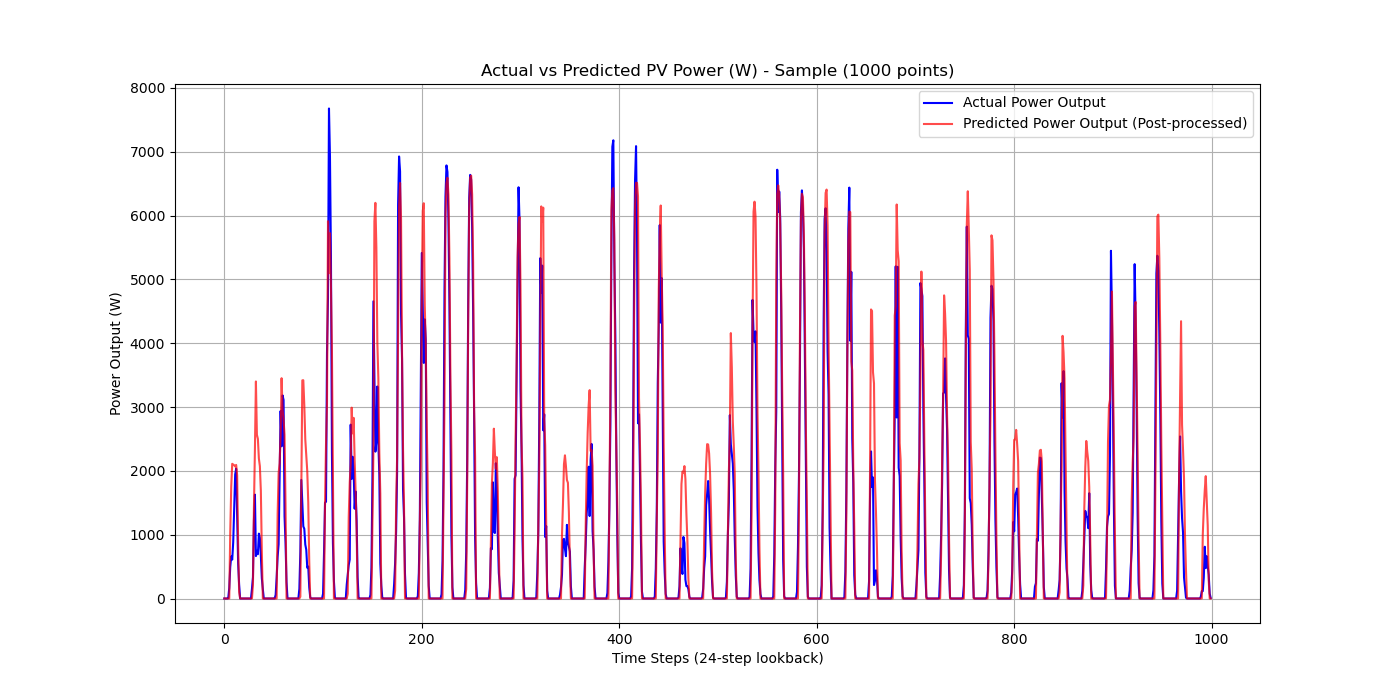 Actual vs Predicted PV Power (W) - Sample (1000 points)
Actual Power Output
Predicted Power Output (Post-processed)
Power Output (W)
8000
7000
6000
5000
4000
3000
2000
1000
0
0 200 400 600 800 1000
Time Steps (24-step lookback)